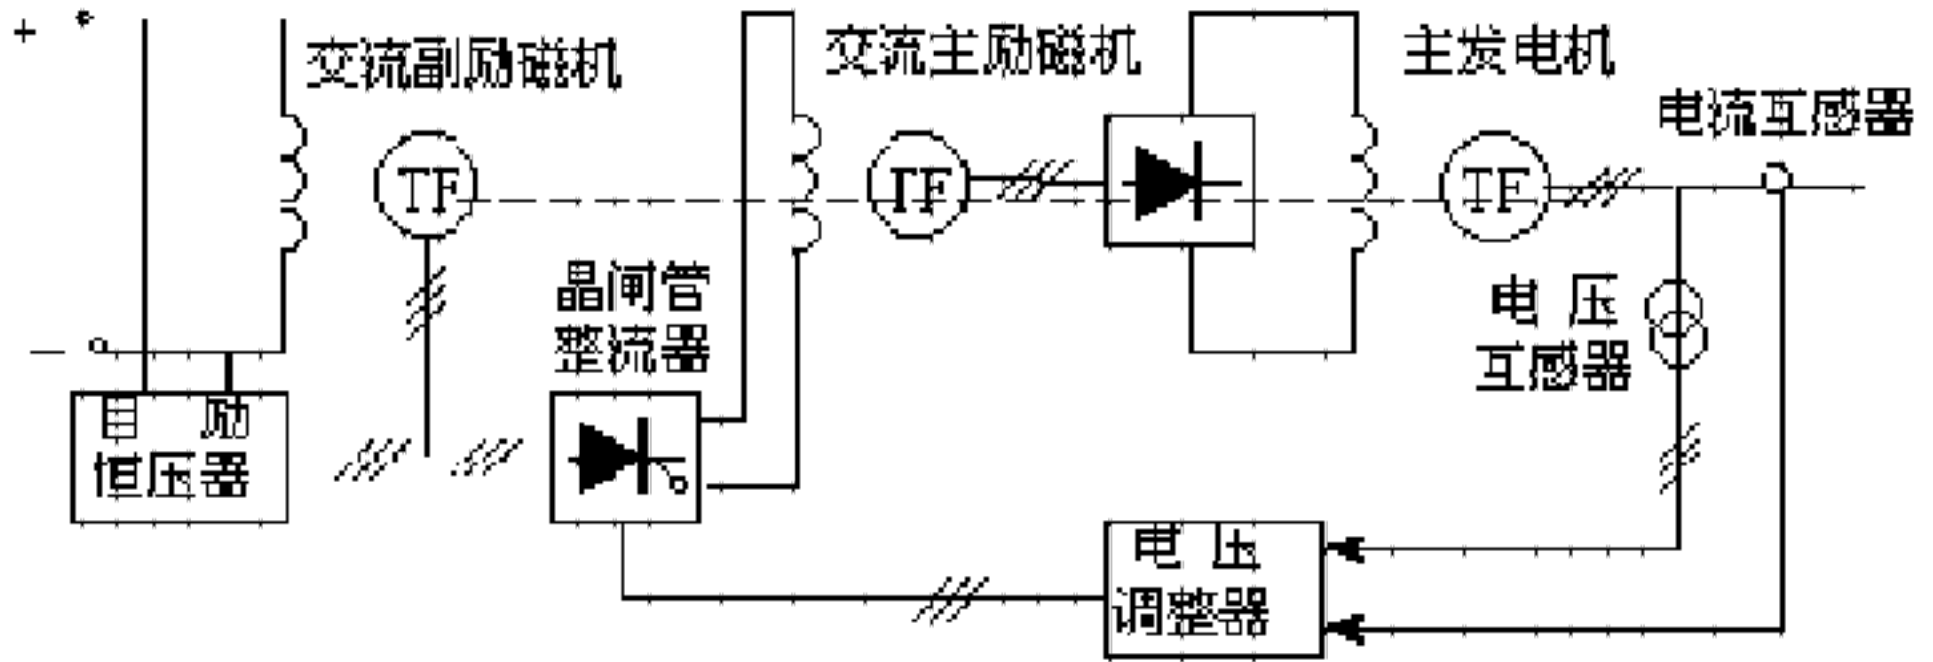 +
交流副励磁机
交流主励磁机
主发电机
电流互感器
TF
TF
TF
晶闸管
整流器
电 压
互感器
—
自 励
恒压器
电 压
调整器